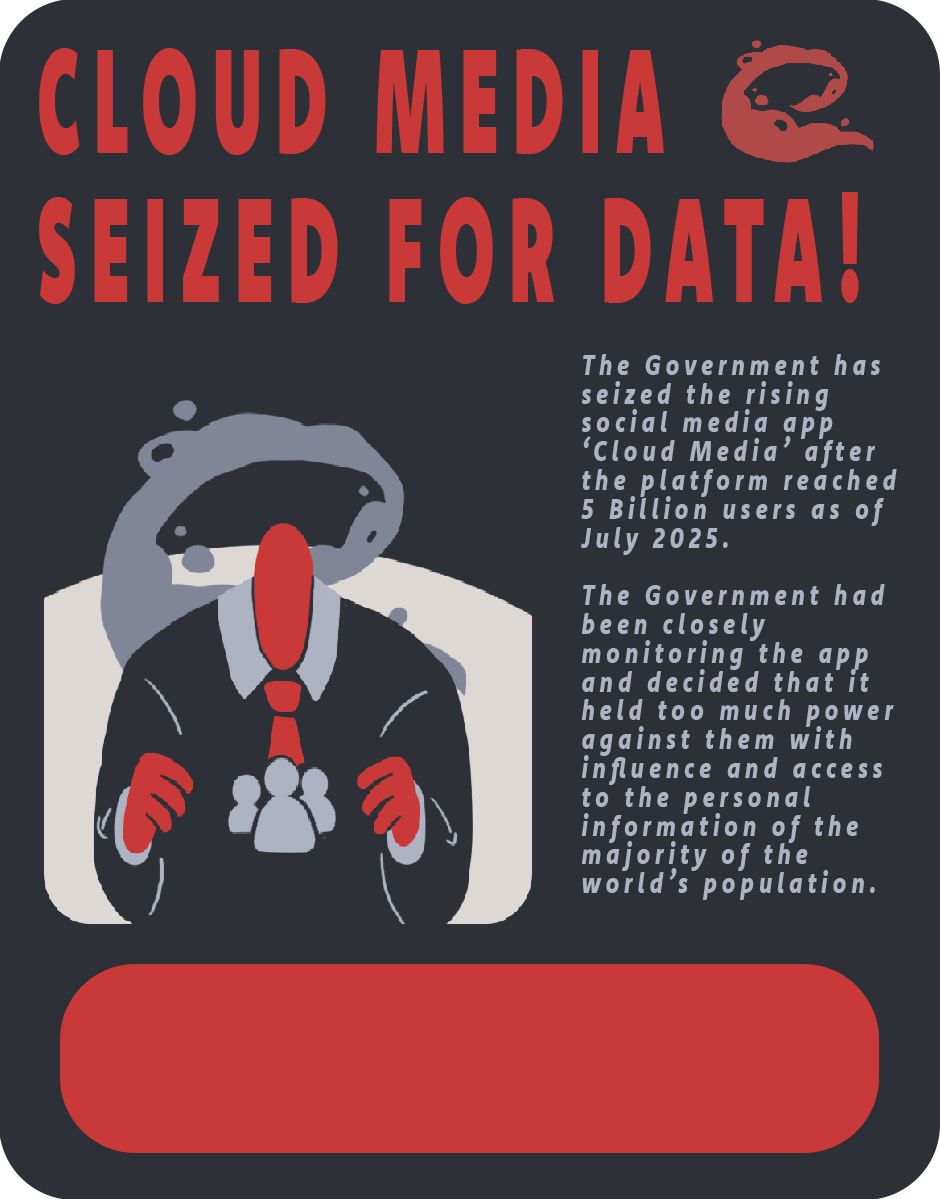 CLOUD MEDIA
SEIZED FOR DATA!
The Government has
seized the rising
social media app
‘Cloud Media’ after
the platform reached
5 Billion users as of
July 2025.
The Government had
been closely
monitoring the app
and decided that it
held too much power
against them with
influence and access
to the personal
information of the
majority of the
world’s population.